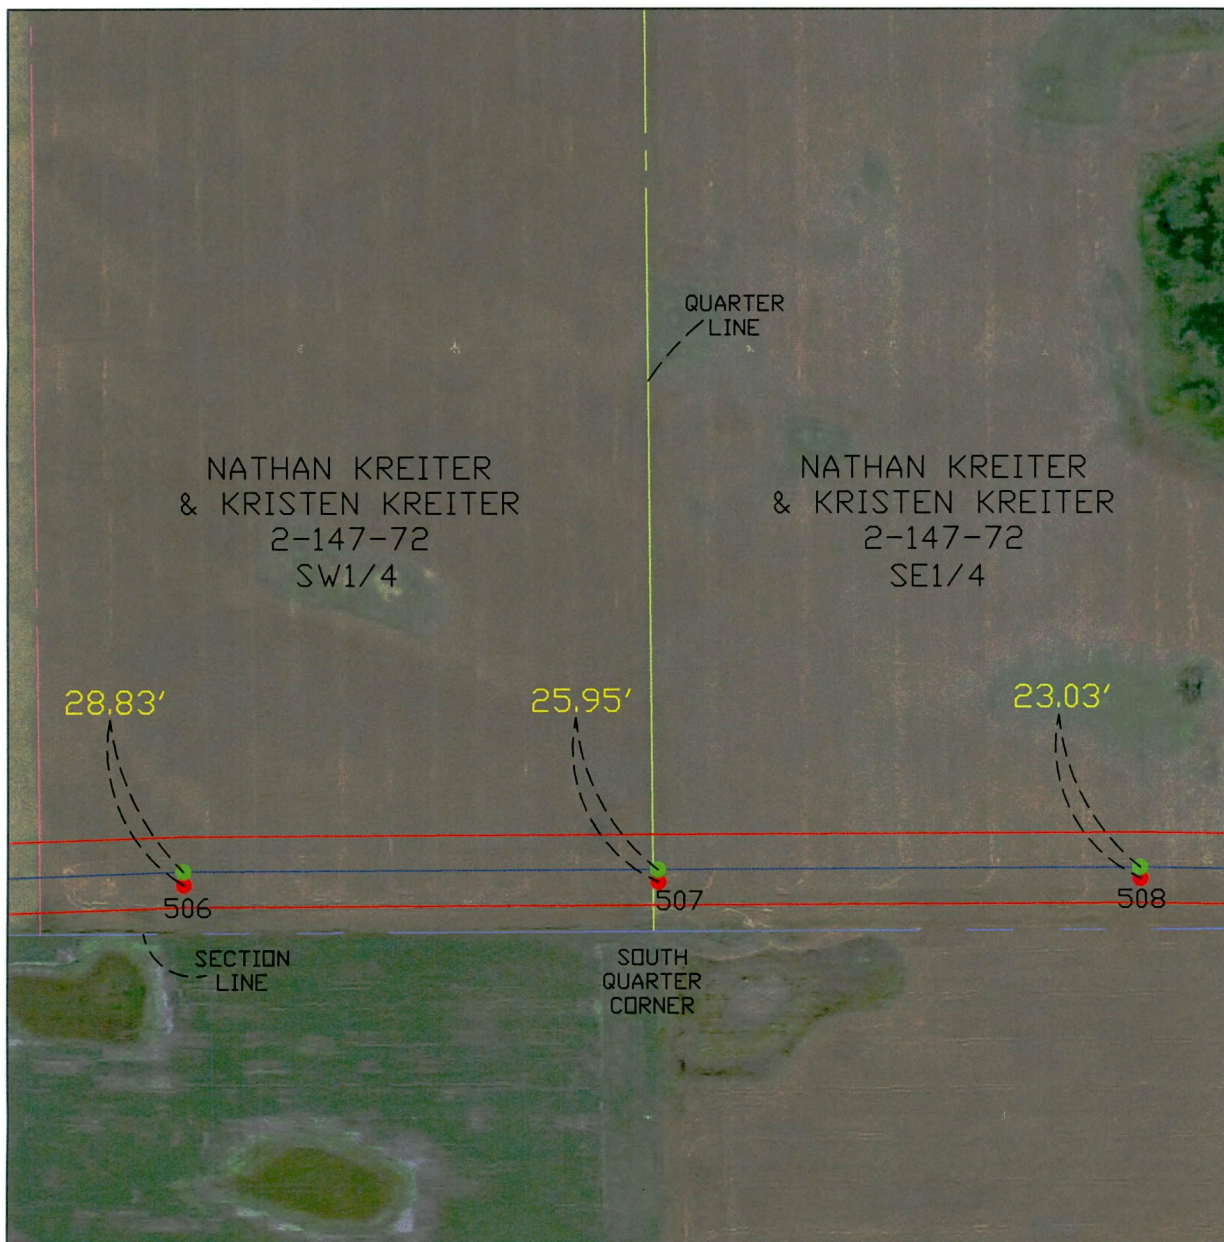 QUARTER
LINE
NATHAN KREITER
& KRISTEN KREITER
2-147-72
SW1/4
NATHAN KREITER
& KRISTEN KREITER
2-147-72
SE1/4
28.83'
25.95'
23.03'
506
507
508
SECTION
LINE
SOUTH
QUARTER
CORNER